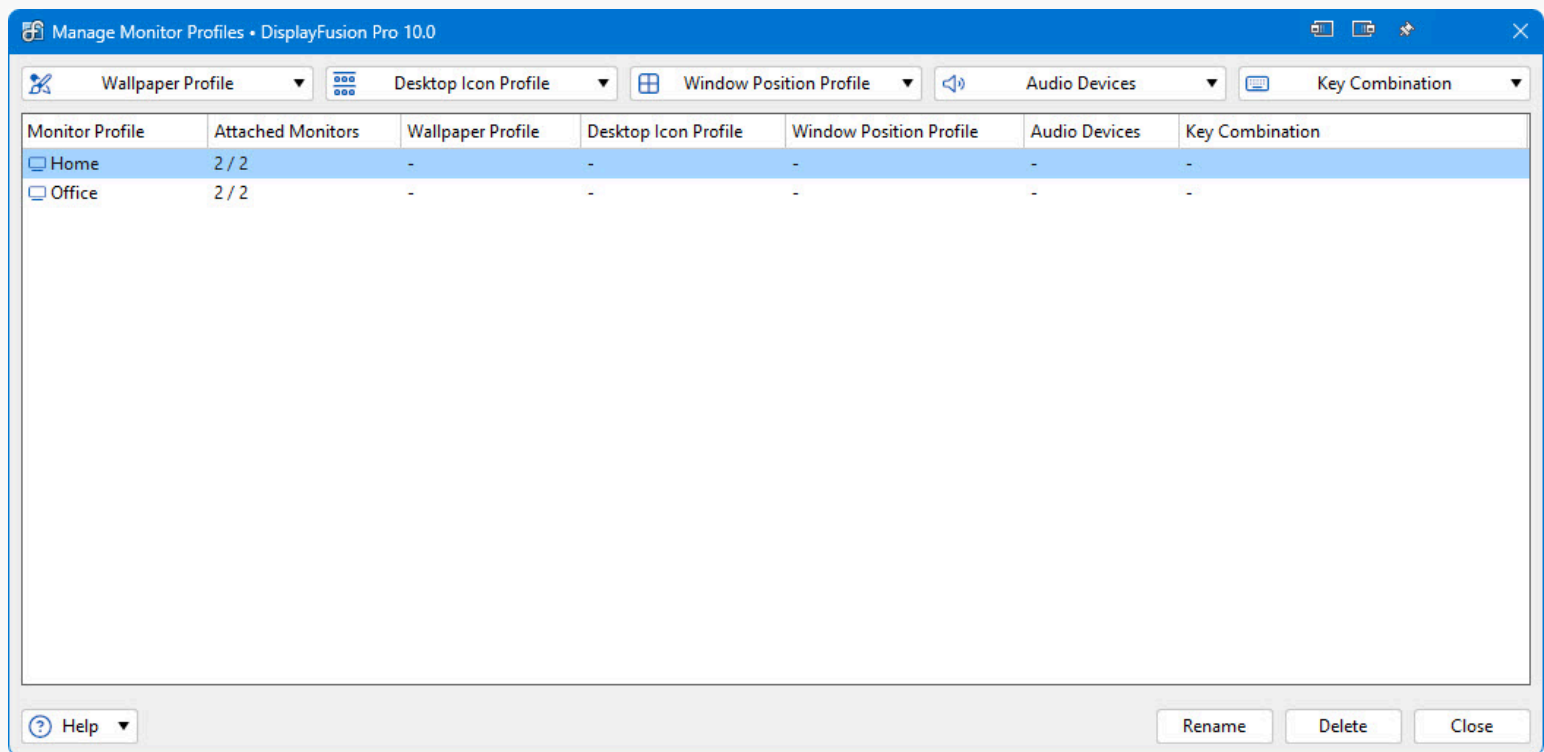 Manage Monitor Profiles • DisplayFusion Pro 10.0
Wallpaper Profile Desktop Icon Profile Window Position Profile Audio Devices Key Combination
Monitor Profile Attached Monitors Wallpaper Profile Desktop Icon Profile Window Position Profile Audio Devices Key Combination
Home 2 / 2 - - - - -
Office 2 / 2 - - - - -
? Help Rename Delete Close